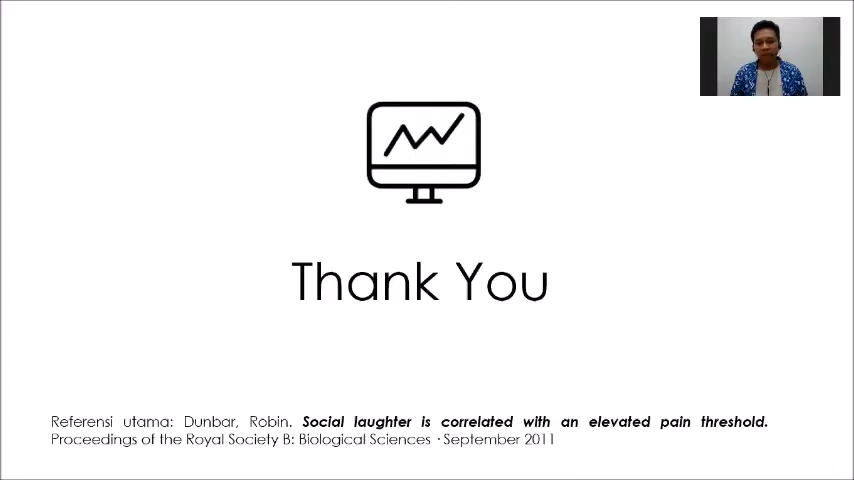 Thank You
Referensi utama: Dunbar, Robin. Social laughter is correlated with an elevated pain threshold.
Proceedings of the Royal Society B: Biological Sciences · September 2011